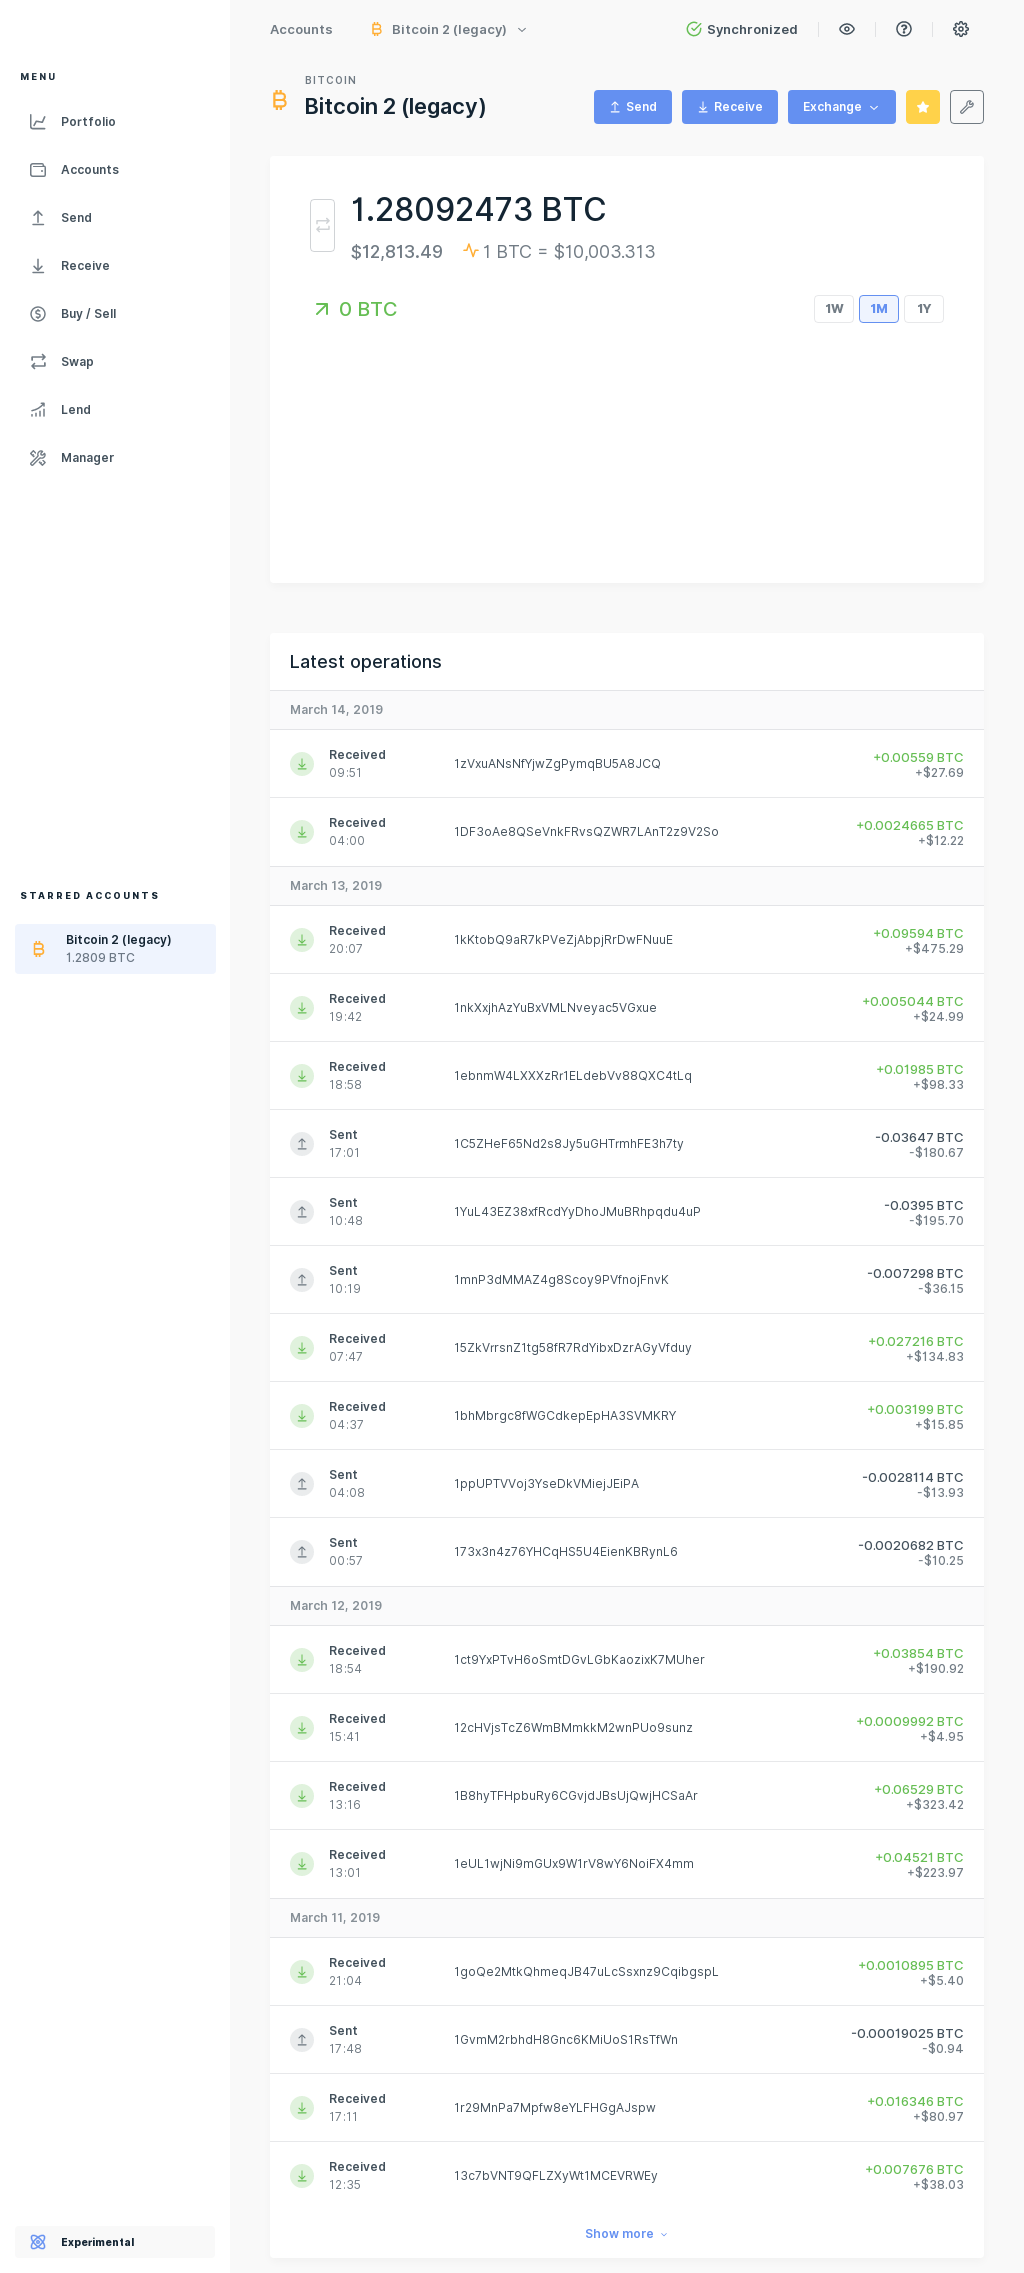 Accounts
Bitcoin 2 (legacy)
Synchronized
MENU
Portfolio
Accounts
Send
Receive
Buy / Sell
Swap
Lend
Manager
STARRED ACCOUNTS
Bitcoin 2 (legacy)
1.2809 BTC
Experimental
BITCOIN
Bitcoin 2 (legacy)
Send
Receive
Exchange
1.28092473 BTC
$12,813.49
1 BTC = $10,003.313
0 BTC
1W
1M
1Y
Latest operations
March 14, 2019
Received
09:51
1zVxuANsNfYjwZgPymqBU5A8JCQ
+0.00559 BTC
+$27.69
Received
04:00
1DF3oAe8QSeVnkFRvsQZWR7LAnT2z9V2So
+0.0024665 BTC
+$12.22
March 13, 2019
Received
20:07
1kKtobQ9aR7kPVeZjAbpjRrDwFNuuE
+0.09594 BTC
+$475.29
Received
19:42
1nkXxjhAzYuBxVMLNveyac5VGxue
+0.005044 BTC
+$24.99
Received
18:58
1ebnmW4LXXXzRr1ELdebVv88QXC4tLq
+0.01985 BTC
+$98.33
Sent
17:01
1C5ZHeF65Nd2s8Jy5uGHTrmhFE3h7ty
-0.03647 BTC
-$180.67
Sent
10:48
1YuL43EZ38xfRcdYyDhoJMuBRhpqdu4uP
-0.0395 BTC
-$195.70
Sent
10:19
1mnP3dMMAZ4g8Scoy9PVfnojFnvK
-0.007298 BTC
-$36.15
Received
07:47
15ZkVrrsnZ1tg58fR7RdYibxDzrAGyVfduy
+0.027216 BTC
+$134.83
Received
04:37
1bhMbrgc8fWGCdkepEpHA3SVMKRY
+0.003199 BTC
+$15.85
Sent
04:08
1ppUPTVVoj3YseDkVMiejJEiPA
-0.0028114 BTC
-$13.93
Sent
00:57
173x3n4z76YHCqHS5U4EienKBRynL6
-0.0020682 BTC
-$10.25
March 12, 2019
Received
18:54
1ct9YxPTvH6oSmtDGvLGbKaozixK7MUher
+0.03854 BTC
+$190.92
Received
15:41
12cHVjsTcZ6WmBMmkkM2wnPUo9sunz
+0.0009992 BTC
+$4.95
Received
13:16
1B8hyTFHpbuRy6CGvjdJBsUjQwjHCSaAr
+0.06529 BTC
+$323.42
Received
13:01
1eUL1wjNi9mGUx9W1rV8wY6NoiFX4mm
+0.04521 BTC
+$223.97
March 11, 2019
Received
21:04
1goQe2MtkQhmeqJB47uLcSsxnz9CqibgspL
+0.0010895 BTC
+$5.40
Sent
17:48
1GvmM2rbhdH8Gnc6KMiUoS1RsTfWn
-0.00019025 BTC
-$0.94
Received
17:11
1r29MnPa7Mpfw8eYLFHGgAJspw
+0.016346 BTC
+$80.97
Received
12:35
13c7bVNT9QFLZXyWt1MCEVRWEy
+0.007676 BTC
+$38.03
Show more